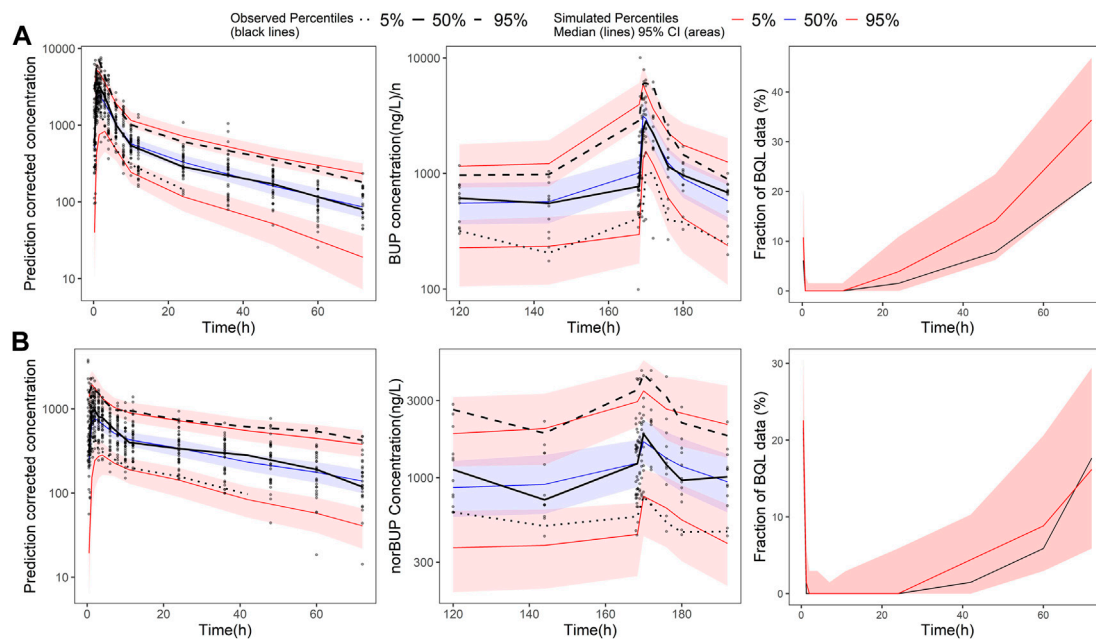 Observed Percentiles 5% 50% 95% Simulated Percentiles 5% 50% 95%
(black lines) Median (lines) 95% CI (areas)
A
Prediction corrected concentration
10000
1000
100
10
0 20 40 60
Time(h)
BUP concentration(ng/L)/n
10000
1000
100
120 140 160 180
Time(h)
Fraction of BQL data (%)
40
30
20
10
0
0 20 40 60
Time(h)
B
Prediction corrected concentration
1000
100
10
0 20 40 60
Time(h)
norBUP Concentration(ng/L)
3000
1000
300
120 140 160 180
Time(h)
Fraction of BQL data (%)
30
20
10
0
0 20 40 60
Time(h)